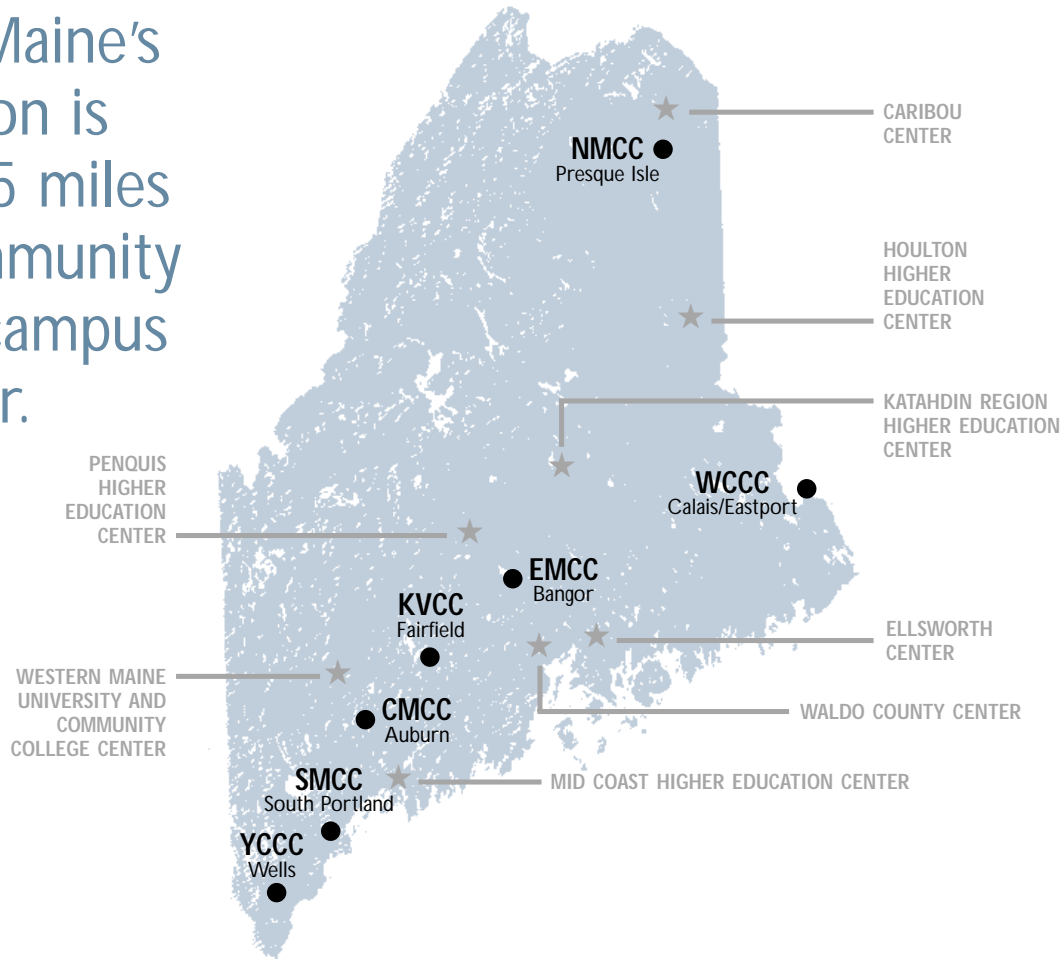 Maine's
on is
5 miles
mmunity
campus
r.
CARIBOU
CENTER
NMCC
Presque Isle
HOULTON
HIGHER
EDUCATION
CENTER
KATAHDIN REGION
HIGHER EDUCATION
CENTER
PENQUIS
HIGHER
EDUCATION
CENTER
WCCC
Calais/Eastport
EMCC
Bangor
KVCC
Fairfield
ELLSWORTH
CENTER
WESTERN MAINE
UNIVERSITY AND
COMMUNITY
COLLEGE CENTER
CMCC
Auburn
WALDO COUNTY CENTER
SMCC
South Portland
MID COAST HIGHER EDUCATION CENTER
YCCC
Wells